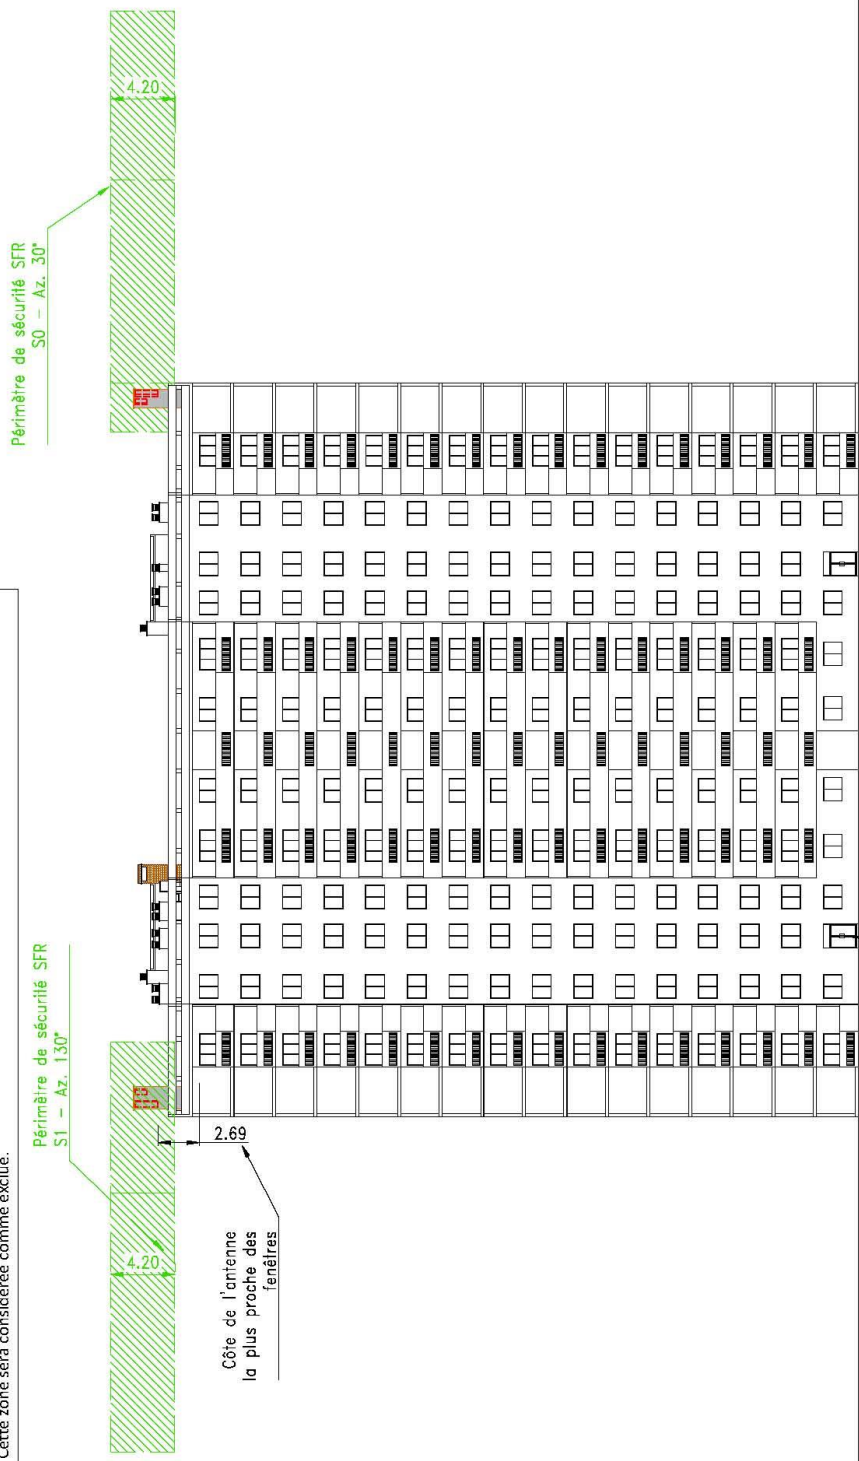 Cette zone sera considérée comme exclue.
Périmètre de sécurité SFR
S1 - Az. 130°
4.20
Côte de l'antenne
la plus proche des
fenêtres
2.69
Périmètre de sécurité SFR
S0 - Az. 30°
4.20